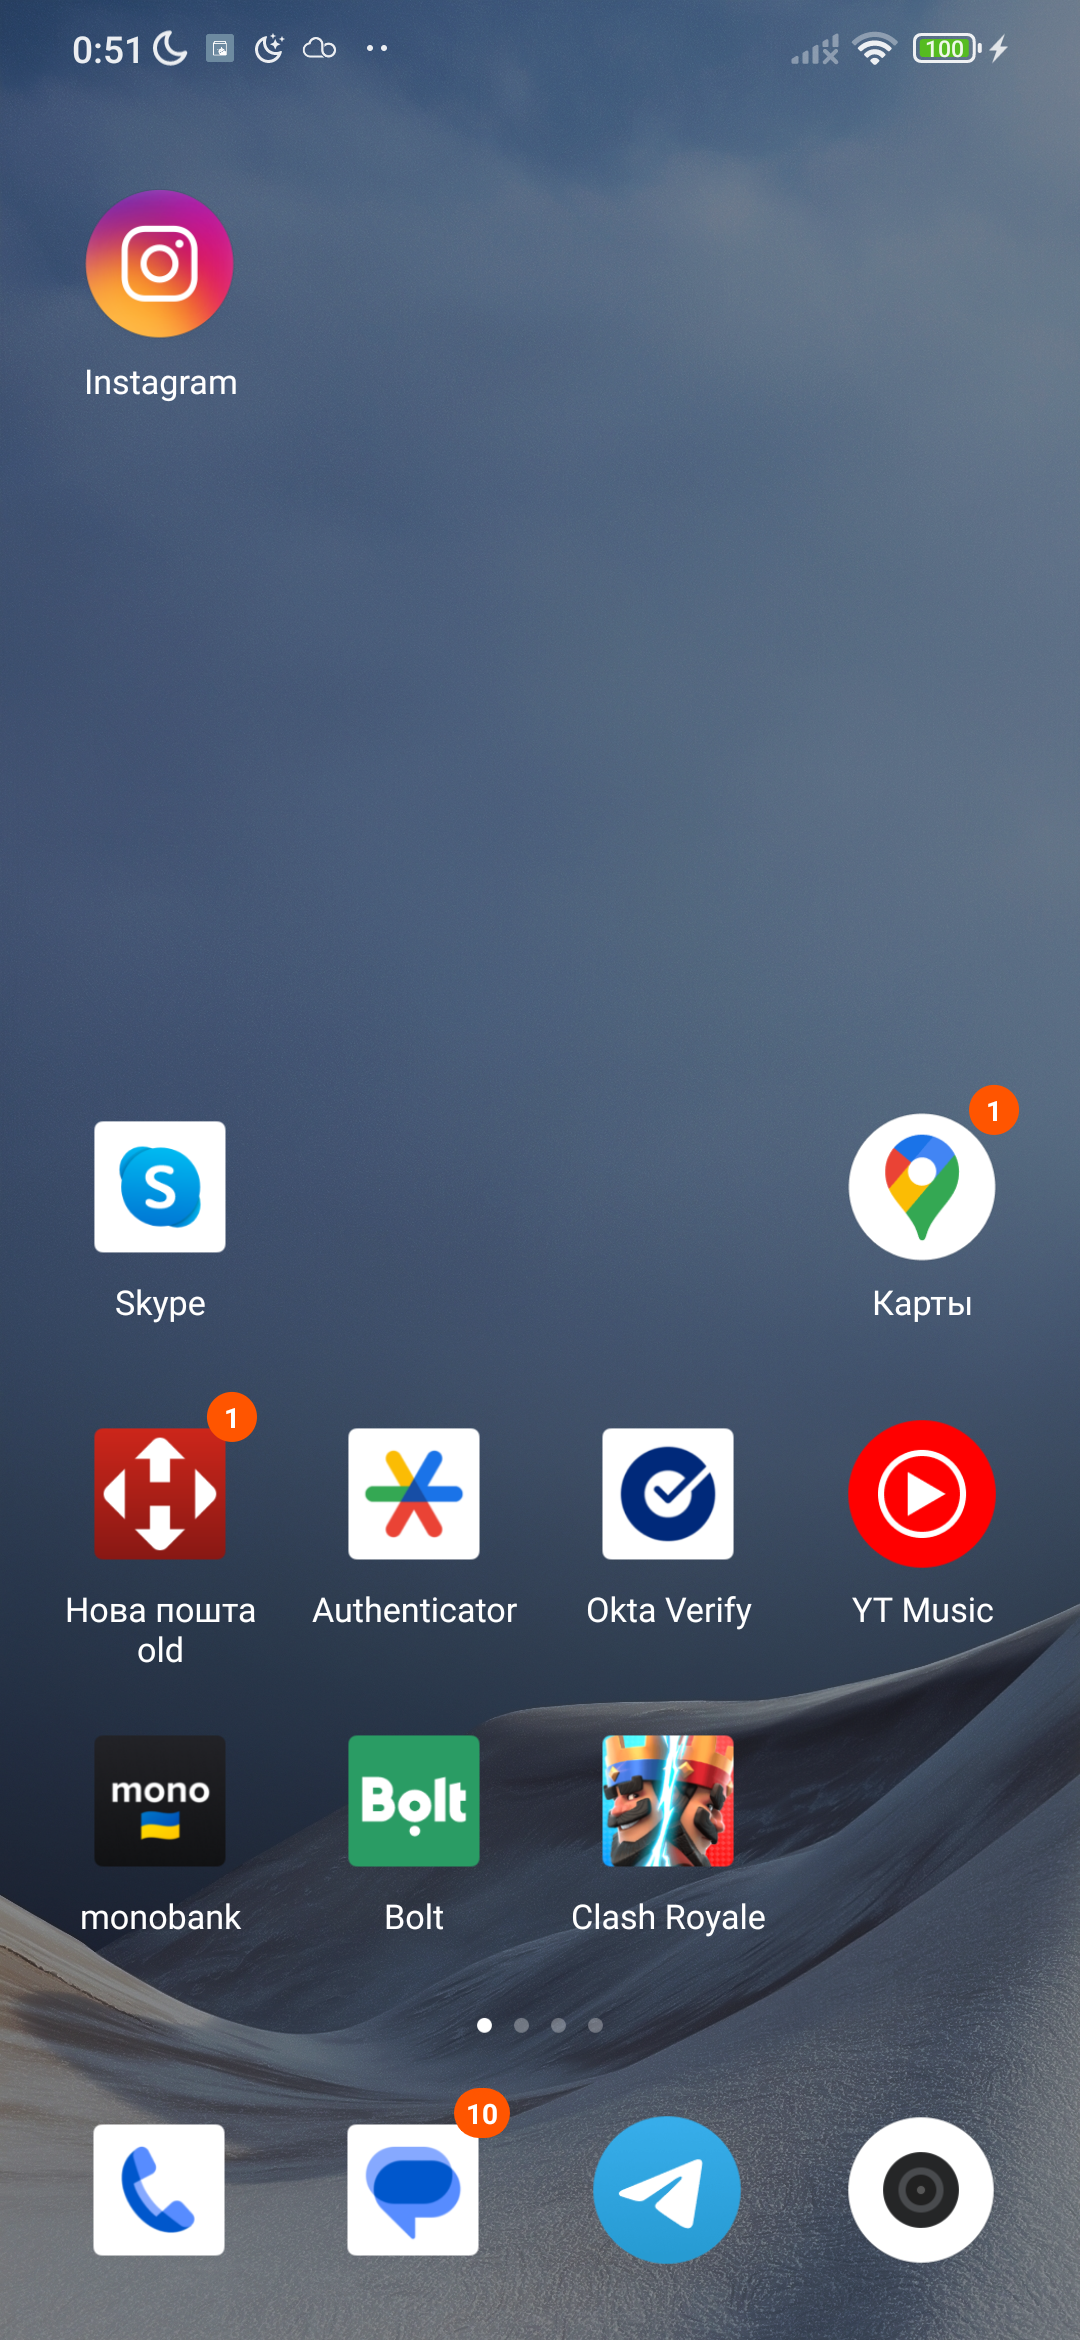 0:51
100
Instagram
1
S
Skype
Карты
1
Нова пошта
old
Authenticator
Okta Verify
YT Music
mono
Bolt
monobank
Bolt
Clash Royale
10